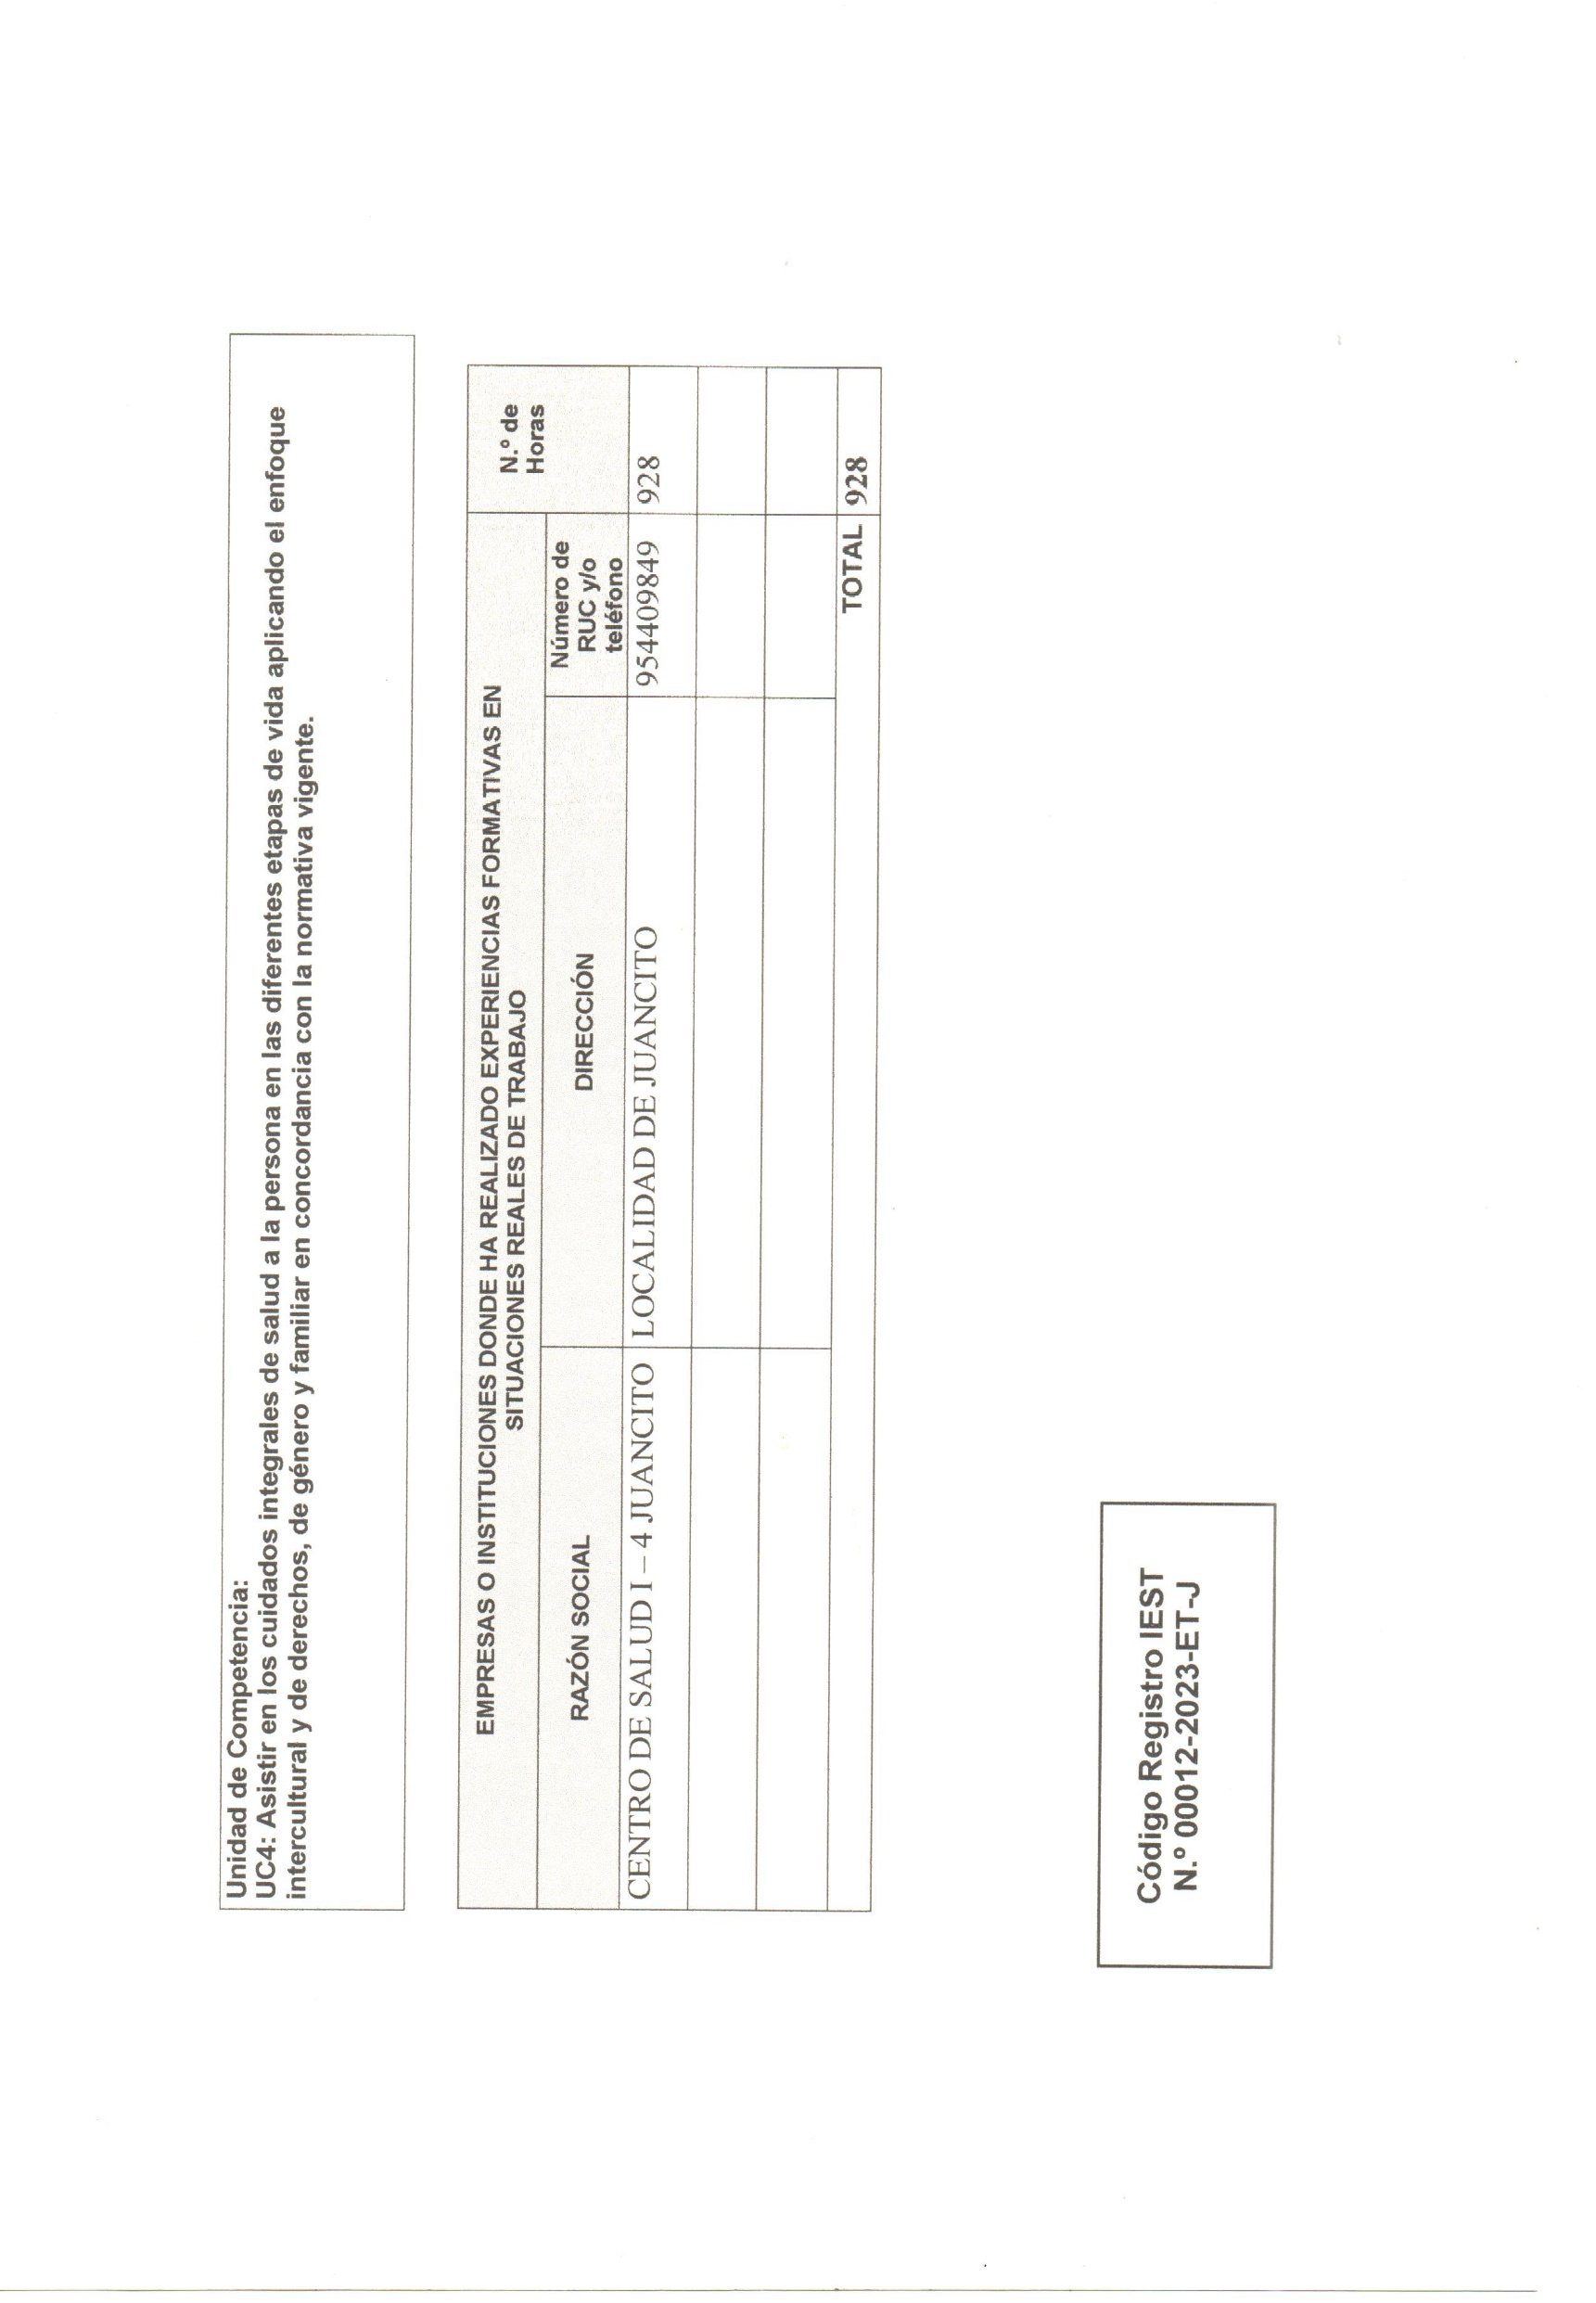 Unidad de Competencia:
UC4: Asistir en los cuidados integrales de salud a la persona en las diferentes etapas de vida aplicando el enfoque
intercultural y de derechos, de género y familiar en concordancia con la normativa vigente.
EMPRESAS O INSTITUCIONES DONDE HA REALIZADO EXPERIENCIAS FORMATIVAS EN
SITUACIONES REALES DE TRABAJO
N.º de
Horas
RAZÓN SOCIAL
DIRECCIÓN
Número de
RUC y/o
teléfono
CENTRO DE SALUD I – 4 JUANCITO LOCALIDAD DE JUANCITO 954409849 928
TOTAL 928
Código Registro IEST
N.º 00012-2023-ET-J